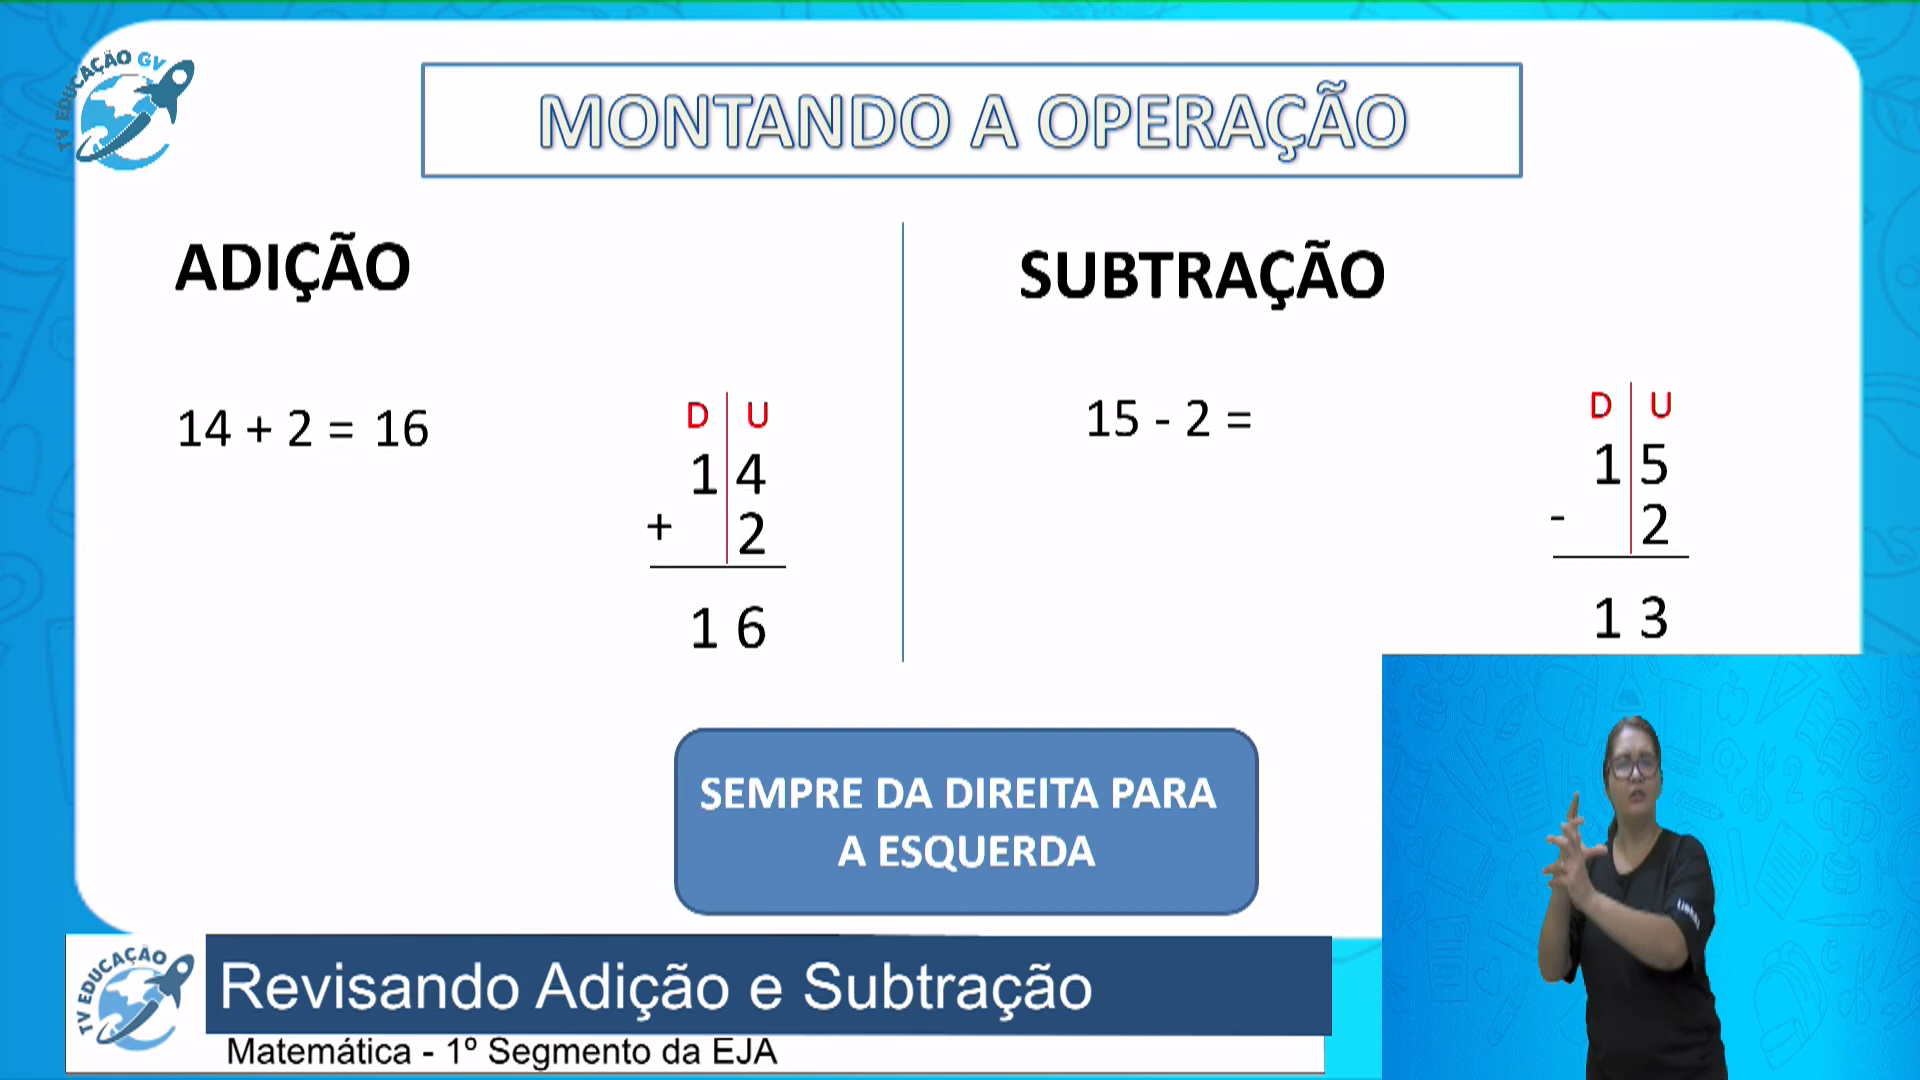 TV EDUCAÇÃO GV
MONTANDO A OPERAÇÃO
ADIÇÃO
14 + 2 = 16
D U
1 4
+ 2
1 6
SUBTRAÇÃO
15 - 2 =
D U
1 5
- 2
1 3
SEMPRE DA DIREITA PARA
A ESQUERDA
TV EDUCAÇÃO
Revisando Adição e Subtração
Matemática - 1º Segmento da EJA